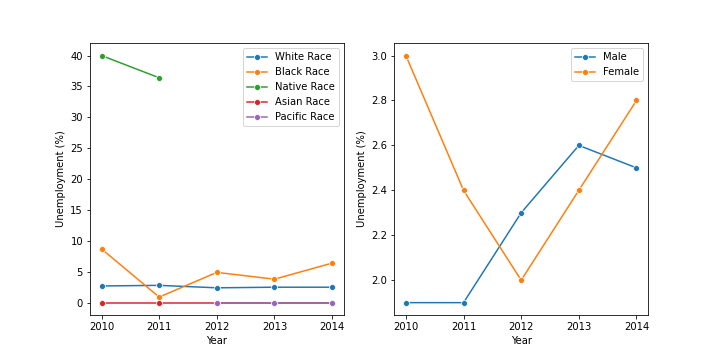 40
35
30
25
20
15
10
5
0
Unemployment (%)
2010 2011 2012 2013 2014
Year
White Race
Black Race
Native Race
Asian Race
Pacific Race
3.0
2.8
2.6
2.4
2.2
2.0
Unemployment (%)
2010 2011 2012 2013 2014
Year
Male
Female